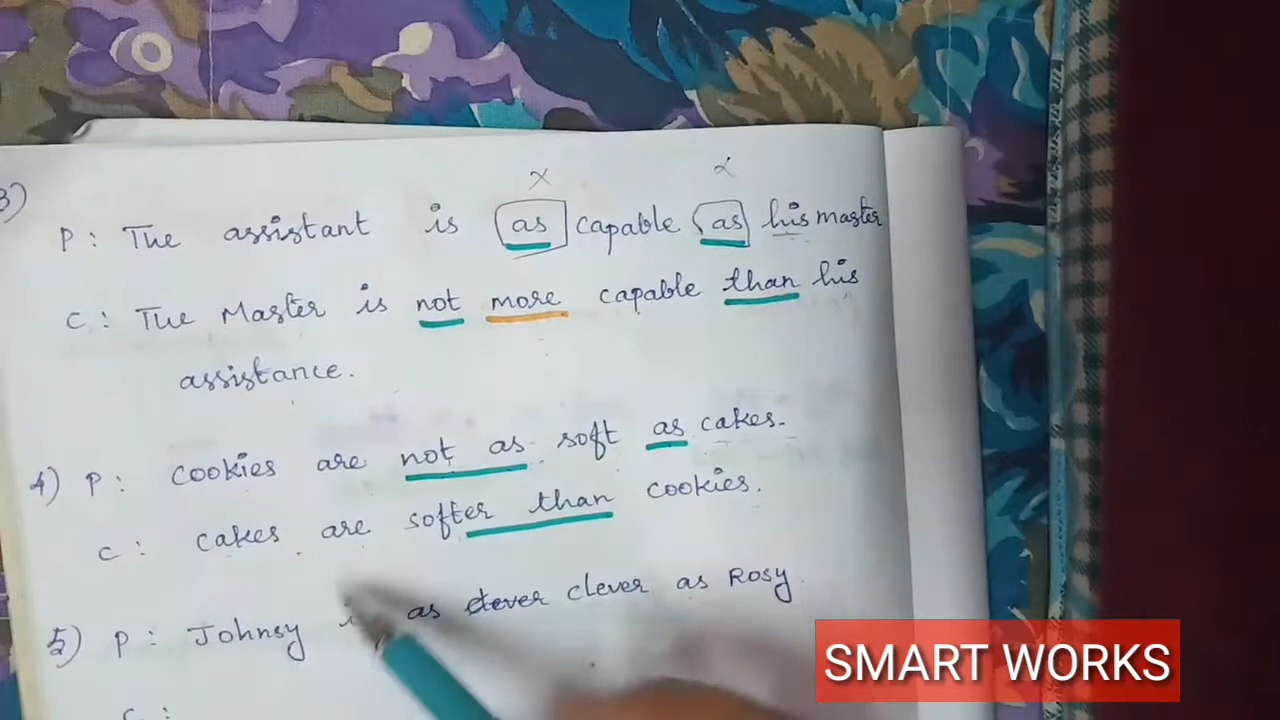 3)
P: The assistant is as capable as his master
C: The Master is not more capable than his
assistance.
4) P: Cookies are not as soft as cakes.
C: Cakes are softer than cookies.
5) P: Johnsy is as clever as Rosy
C:
SMART WORKS